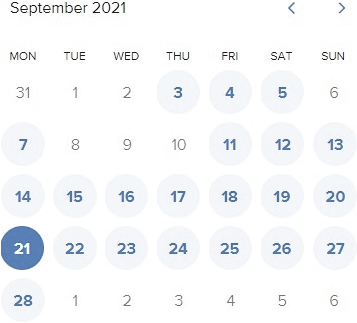 September 2021
MON TUE WED THU FRI SAT SUN
31 1 2 3 4 5 6
7 8 9 10 11 12 13
14 15 16 17 18 19 20
21 22 23 24 25 26 27
28 1 2 3 4 5 6